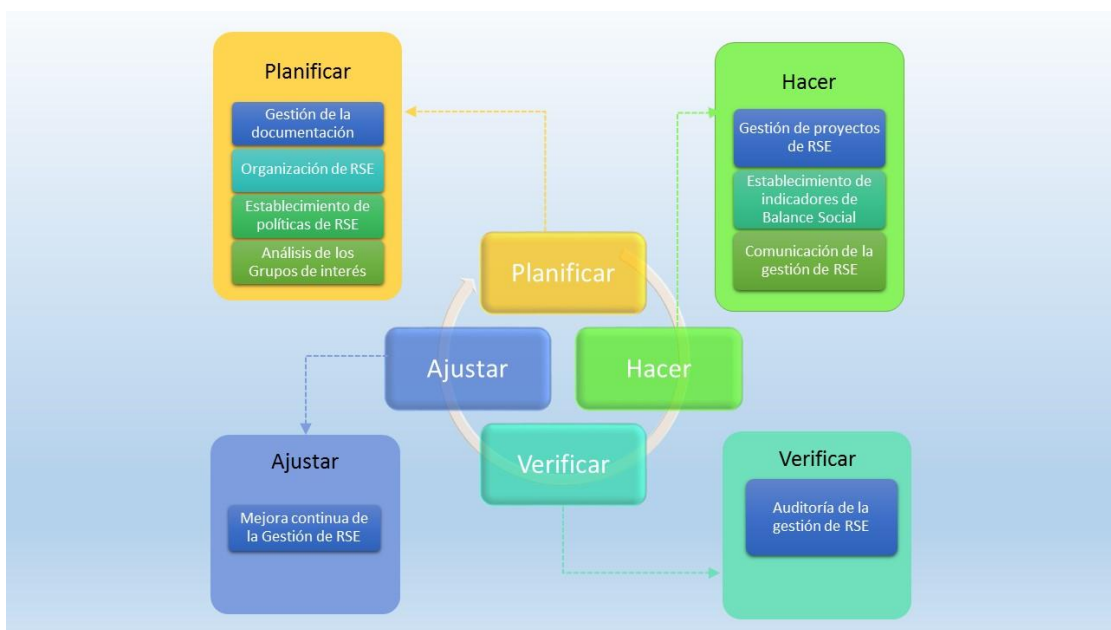 Planificar
Gestión de la
documentación
Organización de RSE
Establecimiento de
políticas de RSE
Análisis de los
Grupos de interés
Hacer
Gestión de proyectos
de RSE
Establecimiento de
indicadores de
Balance Social
Comunicación de la
gestión de RSE
Planificar
Ajustar
Hacer
Verificar
Ajustar
Mejora continua de
la Gestión de RSE
Verificar
Auditoría de la
gestión de RSE